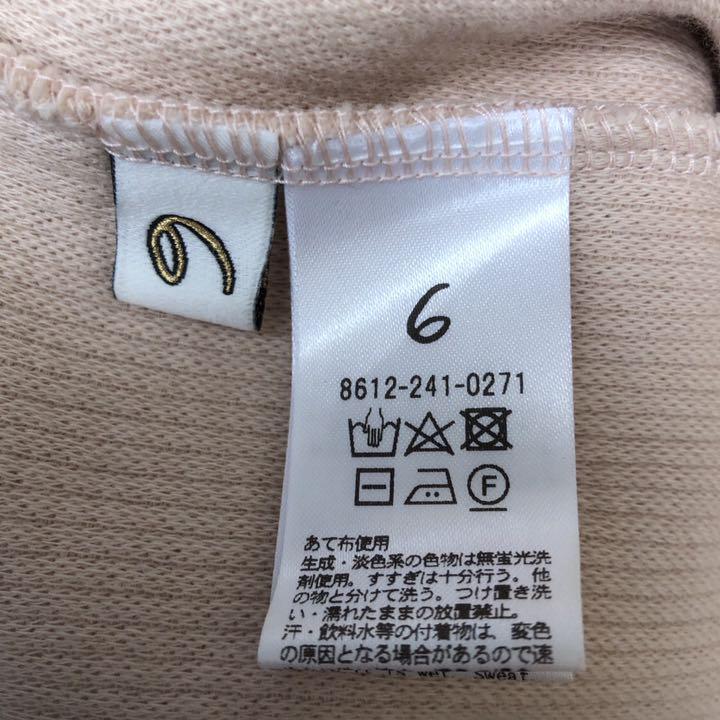 6
6
8612-241-0271
F
あて布使用
生成・淡色系の色物は無蛍光洗
剤使用。すすぎは十分行う。他
の物と分けて洗う。つけ置き洗
い・濡れたままの放置禁止。
汗・飲料水等の付着物は、変色
の原因となる場合があるので速